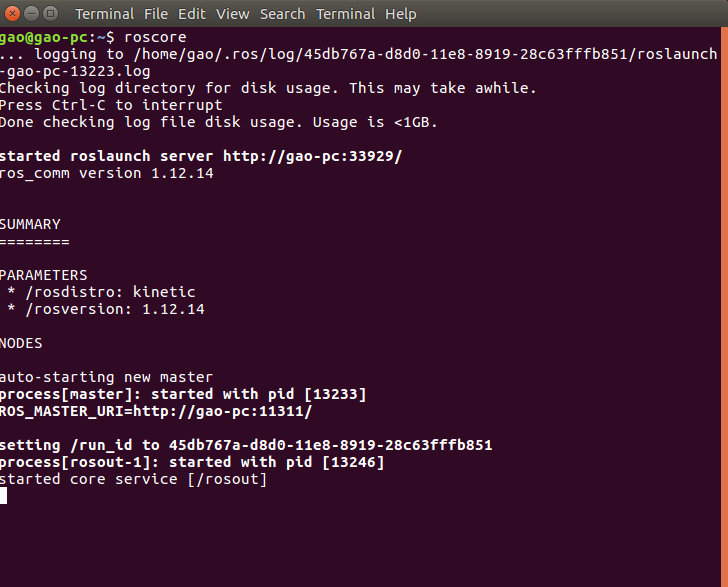 Terminal File Edit View Search Terminal Help
gao@gao-pc:~$ roscore
... logging to /home/gao/.ros/log/45db767a-d8d0-11e8-8919-28c63fffb851/roslaunch
-gao-pc-13223.log
Checking log directory for disk usage. This may take awhile.
Press Ctrl-C to interrupt
Done checking log file disk usage. Usage is <1GB.
started roslaunch server http://gao-pc:33929/
ros_comm version 1.12.14
SUMMARY
========
PARAMETERS
* /rosdistro: kinetic
* /rosversion: 1.12.14
NODES
auto-starting new master
process[master]: started with pid [13233]
ROS_MASTER_URI=http://gao-pc:11311/
setting /run_id to 45db767a-d8d0-11e8-8919-28c63fffb851
process[rosout-1]: started with pid [13246]
started core service [/rosout]